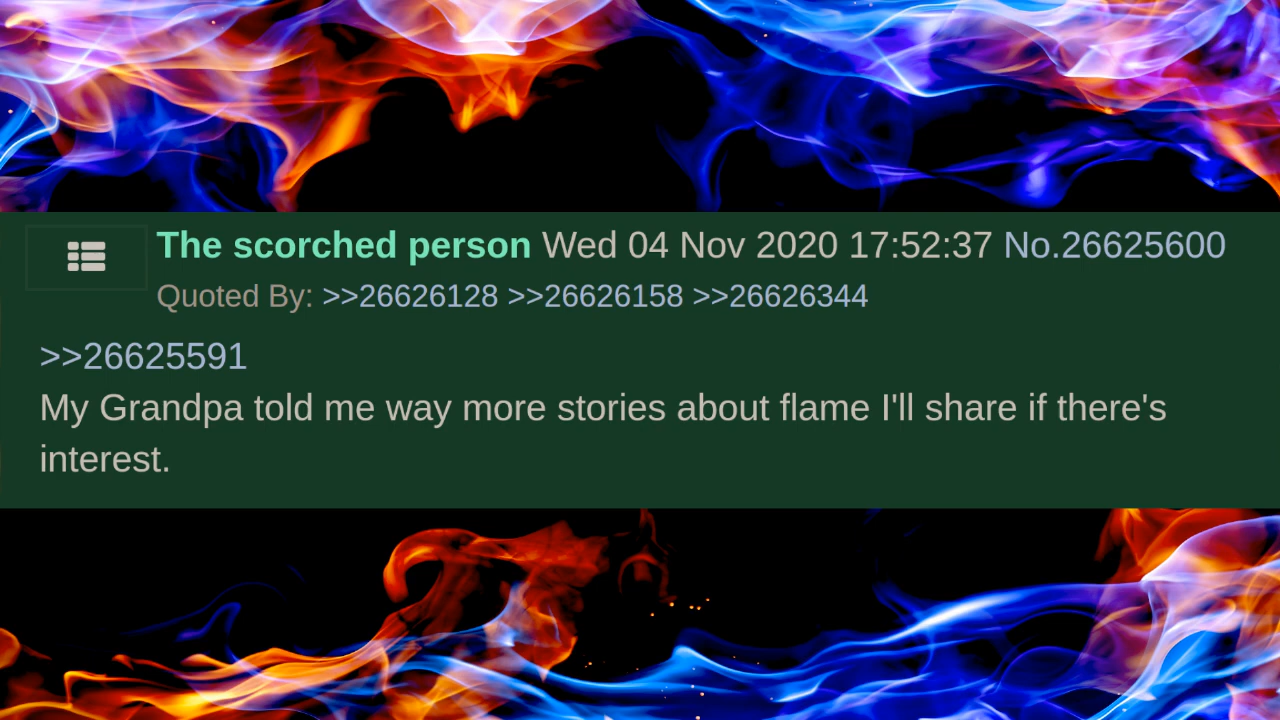 The scorched person Wed 04 Nov 2020 17:52:37 No.26625600
Quoted By: >>26626128 >>26626158 >>26626344
>>26625591
My Grandpa told me way more stories about flame I'll share if there's
interest.